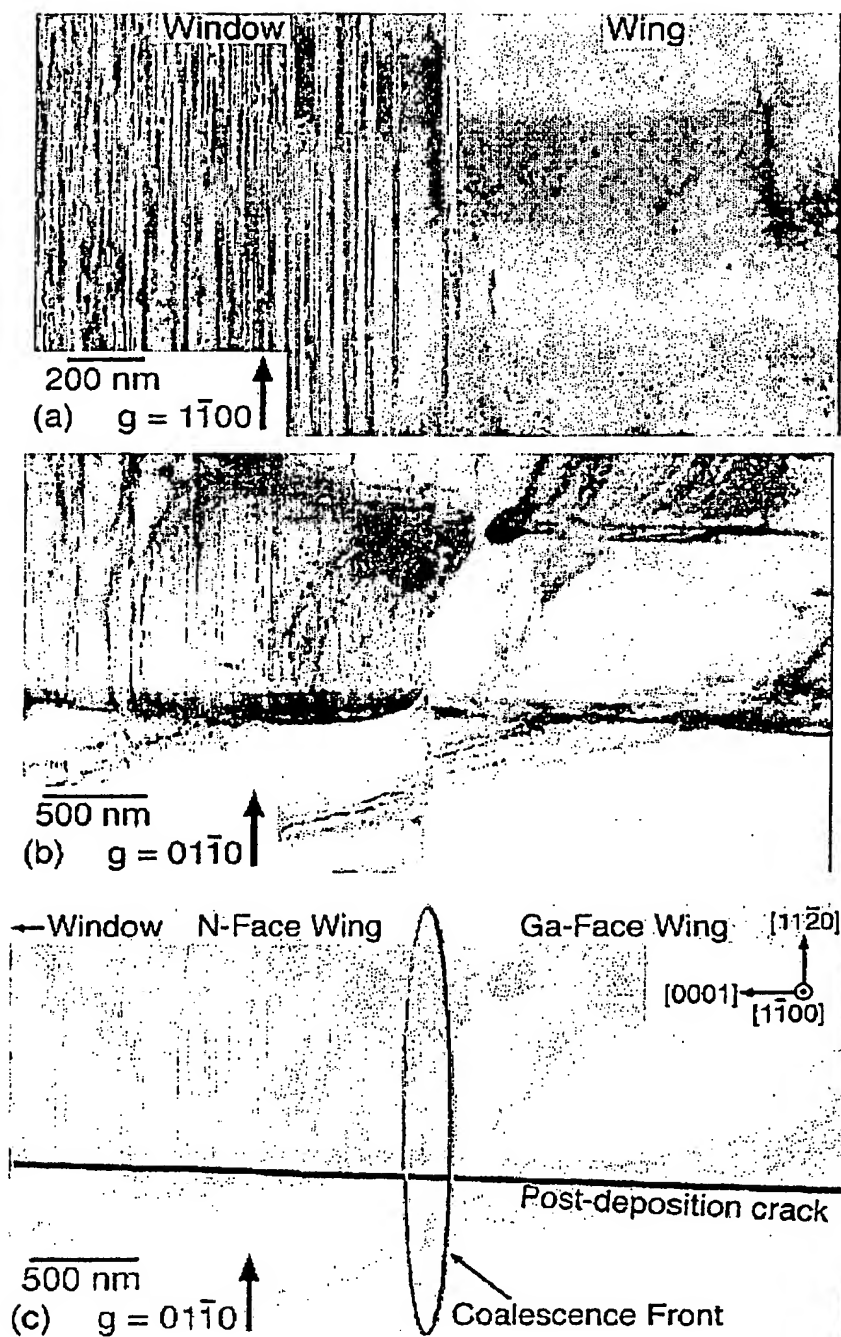 Window Wing
200 nm
(a) g = 11̄00
500 nm
(b) g = 011̄0
←Window N-Face Wing Ga-Face Wing [112̄0]
[0001]
[11̄00]
Post-deposition crack
500 nm
(c) g = 011̄0 Coalescence Front